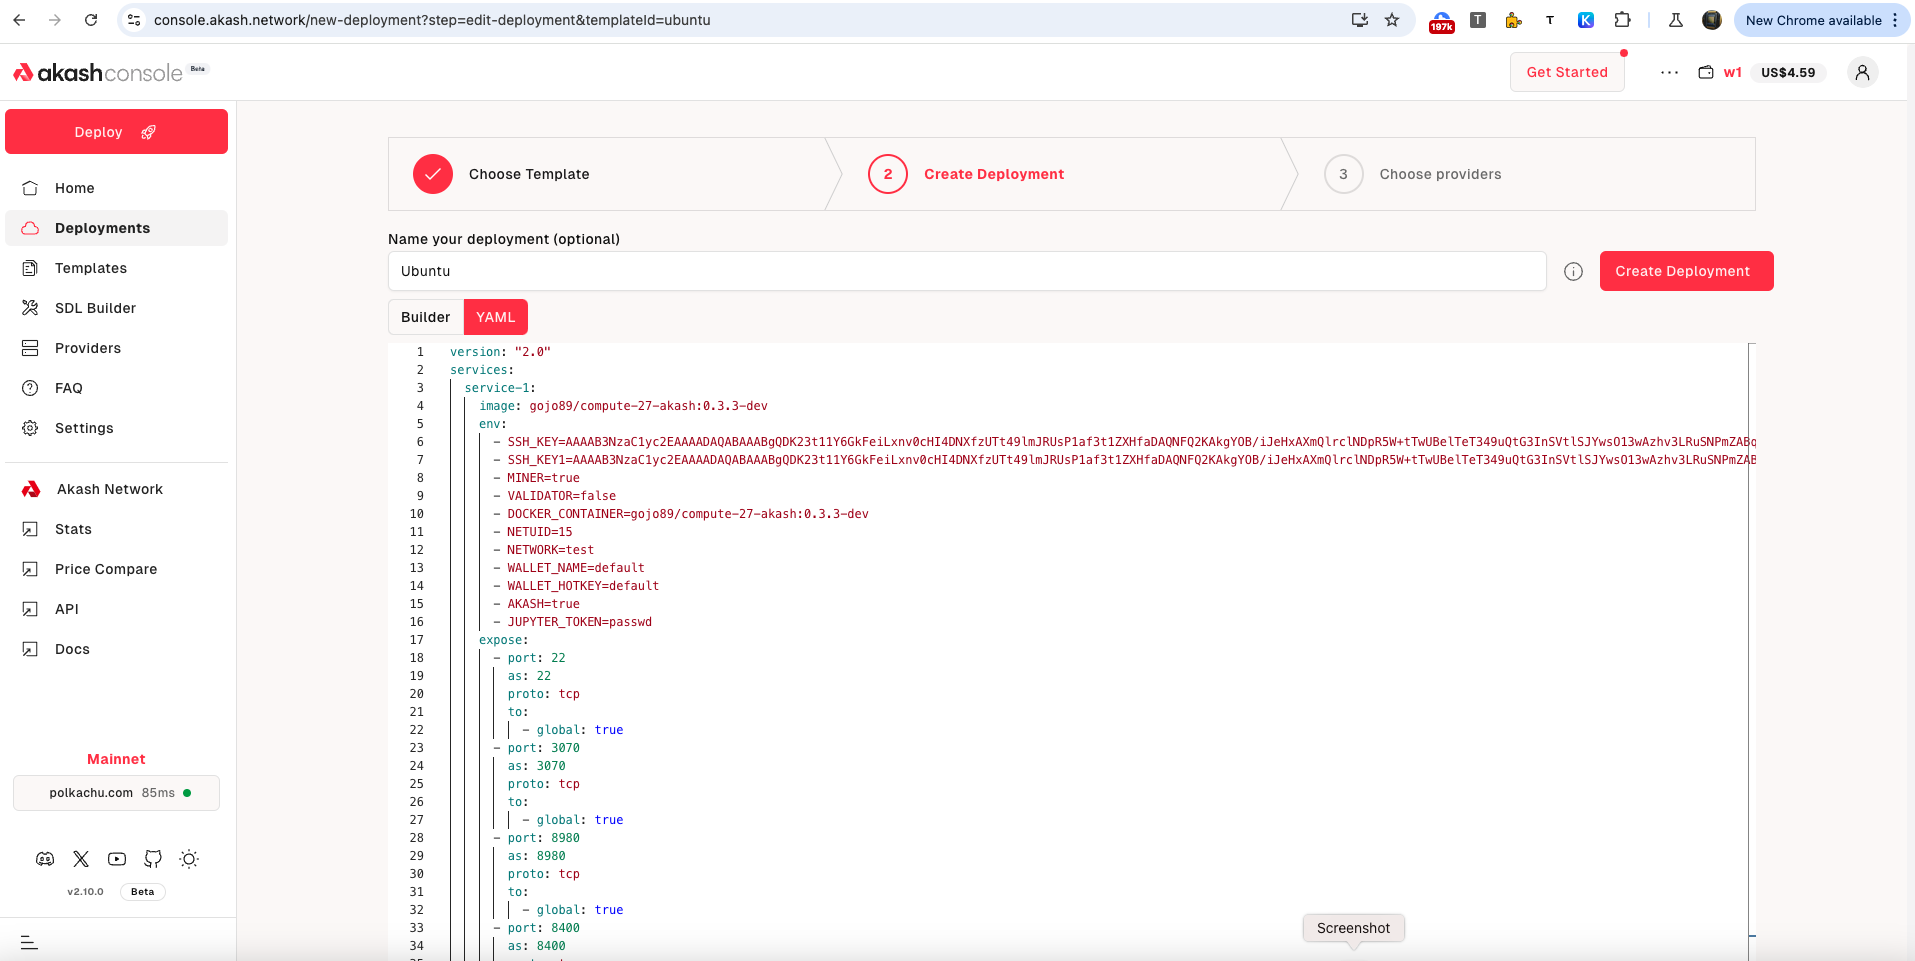 console.akash.network/new-deployment?step=edit-deployment&templateId=ubuntu
197k
T
T
K
New Chrome available
akashconsole Beta
Get Started
w1
US$4.59
Deploy
Home
Deployments
Templates
SDL Builder
Providers
FAQ
Settings
Akash Network
Stats
Price Compare
API
Docs
Mainnet
polkachu.com 85ms
v2.10.0 Beta
Choose Template
2 Create Deployment
3 Choose providers
Name your deployment (optional)
Ubuntu
Create Deployment
Builder YAML
1 version: "2.0"
2 services:
3 service-1:
4 image: gojo89/compute-27-akash:0.3.3-dev
5 env:
6 - SSH_KEY=AAAAB3NzaC1yc2EAAAADAQABAAABgQDK23t11Y6GkFeiLxnv0cHI4DNXfzUTt49lmJRUsP1af3t1ZXHfaDAQNFQ2KAkgYOB/iJeHxAXmQlrclNDpR5W+tTwUBelTeT349uQtG3InSVtlSJYwsO13wAzhv3LRuSNPmZABq
7 - SSH_KEY1=AAAAB3NzaC1yc2EAAAADAQABAAABgQDK23t11Y6GkFeiLxnv0cHI4DNXfzUTt49lmJRUsP1af3t1ZXHfaDAQNFQ2KAkgYOB/iJeHxAXmQlrclNDpR5W+tTwUBelTeT349uQtG3InSVtlSJYwsO13wAzhv3LRuSNPmZAB
8 - MINER=true
9 - VALIDATOR=false
10 - DOCKER_CONTAINER=gojo89/compute-27-akash:0.3.3-dev
11 - NETUID=15
12 - NETWORK=test
13 - WALLET_NAME=default
14 - WALLET_HOTKEY=default
15 - AKASH=true
16 - JUPYTER_TOKEN=passwd
17 expose:
18 - port: 22
19 as: 22
20 proto: tcp
21 to:
22 - global: true
23 - port: 3070
24 as: 3070
25 proto: tcp
26 to:
27 - global: true
28 - port: 8980
29 as: 8980
30 proto: tcp
31 to:
32 - global: true
33 - port: 8400
34 as: 8400
Screenshot